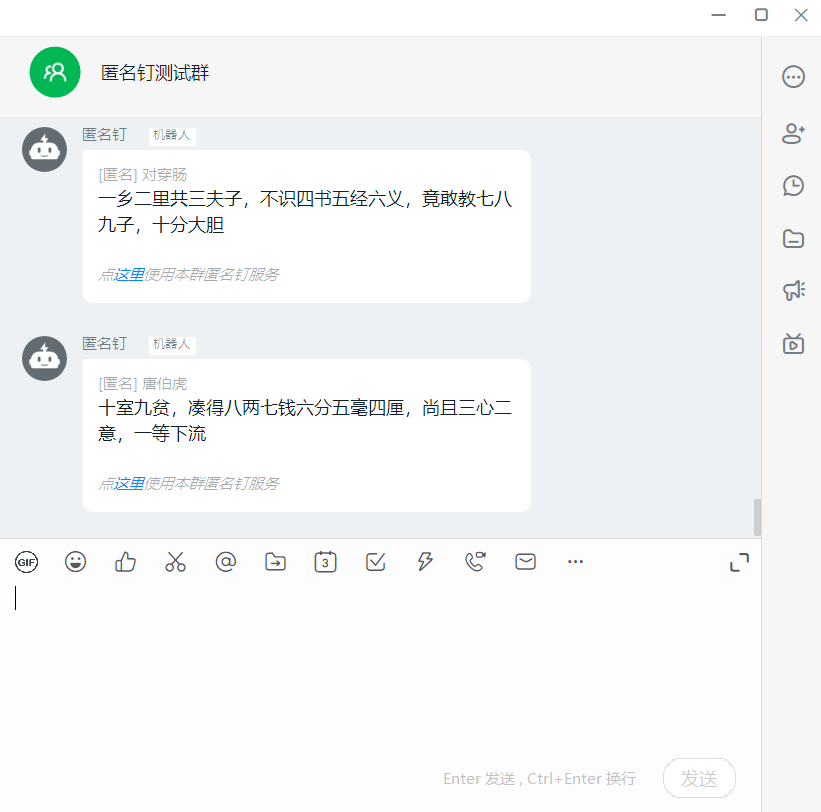 匿名钉测试群
匿名钉 机器人
[匿名] 对穿肠
一乡二里共三夫子，不识四书五经六义，竟敢教七八
九子，十分大胆
点这里使用本群匿名钉服务
匿名钉 机器人
[匿名] 唐伯虎
十室九贫，凑得八两七钱六分五毫四厘，尚且三心二
意，一等下流
点这里使用本群匿名钉服务
GIF
3
Enter 发送 , Ctrl+Enter 换行
发送